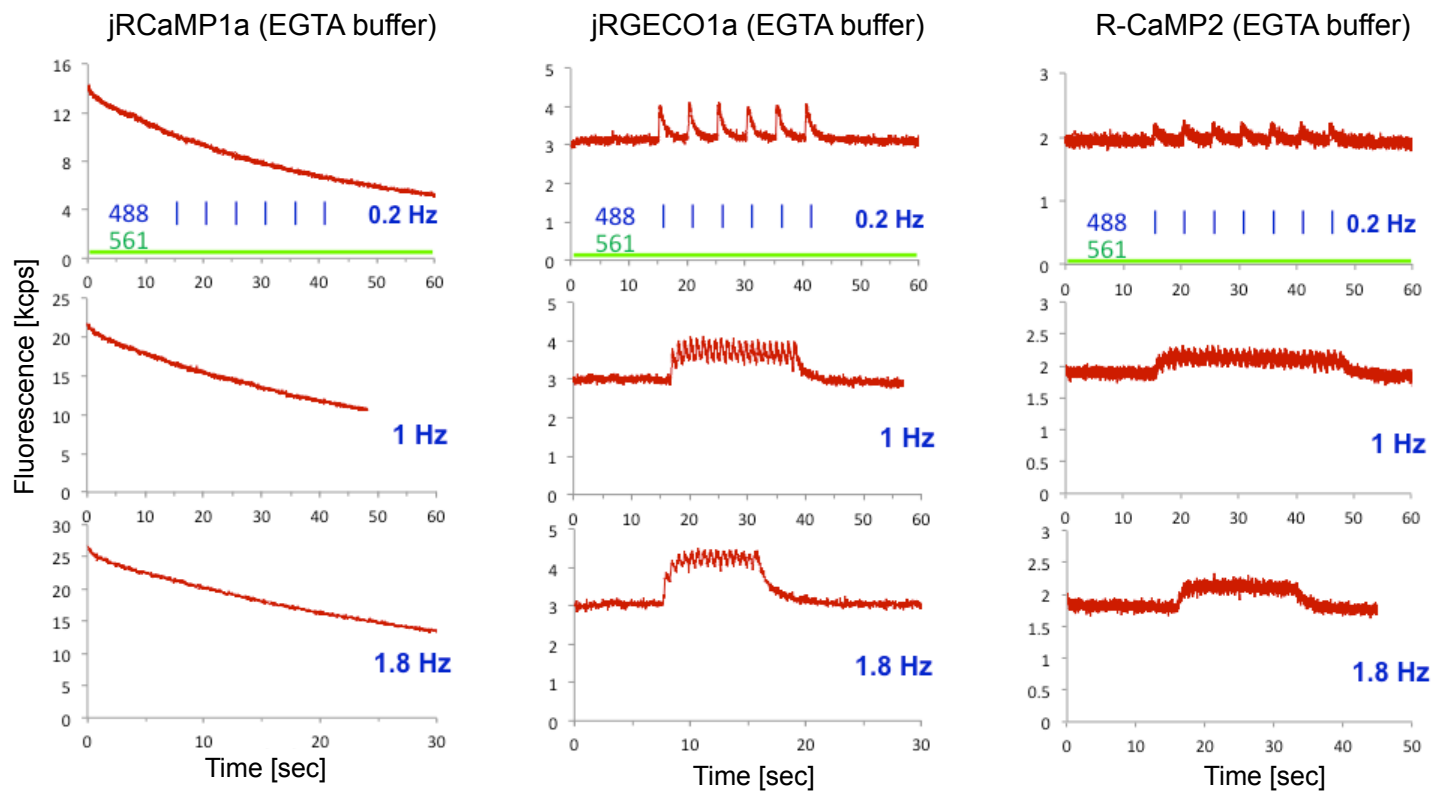 jRCaMP1a (EGTA buffer)
jRGECO1a (EGTA buffer)
R-CaMP2 (EGTA buffer)
Fluorescence [kcps]
16
12
8
4
0
488
561
0.2 Hz
0 10 20 30 40 50 60
5
4
3
2
1
0
488
561
0.2 Hz
0 10 20 30 40 50 60
3
2
1
0
488
561
0.2 Hz
0 10 20 30 40 50 60
25
20
15
10
5
0
1 Hz
0 10 20 30 40 50 60
5
4
3
2
1
0
1 Hz
0 10 20 30 40 50 60
3
2.5
2
1.5
1
0.5
0
1 Hz
0 10 20 30 40 50 60
30
25
20
15
10
5
0
1.8 Hz
0 10 20 30
Time [sec]
5
4
3
2
1
0
1.8 Hz
0 10 20 30
Time [sec]
3
2.5
2
1.5
1
0.5
0
1.8 Hz
0 10 20 30 40 50
Time [sec]